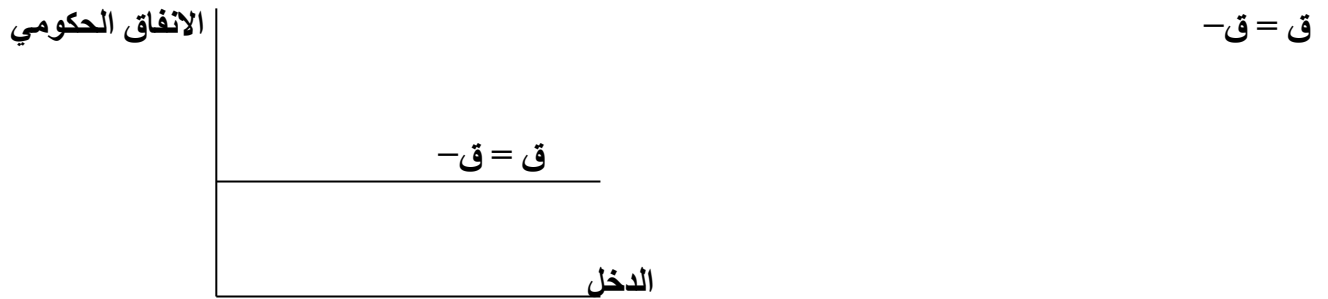 ق = ق–
الانفاق الحكومي
ق = ق–
الدخل